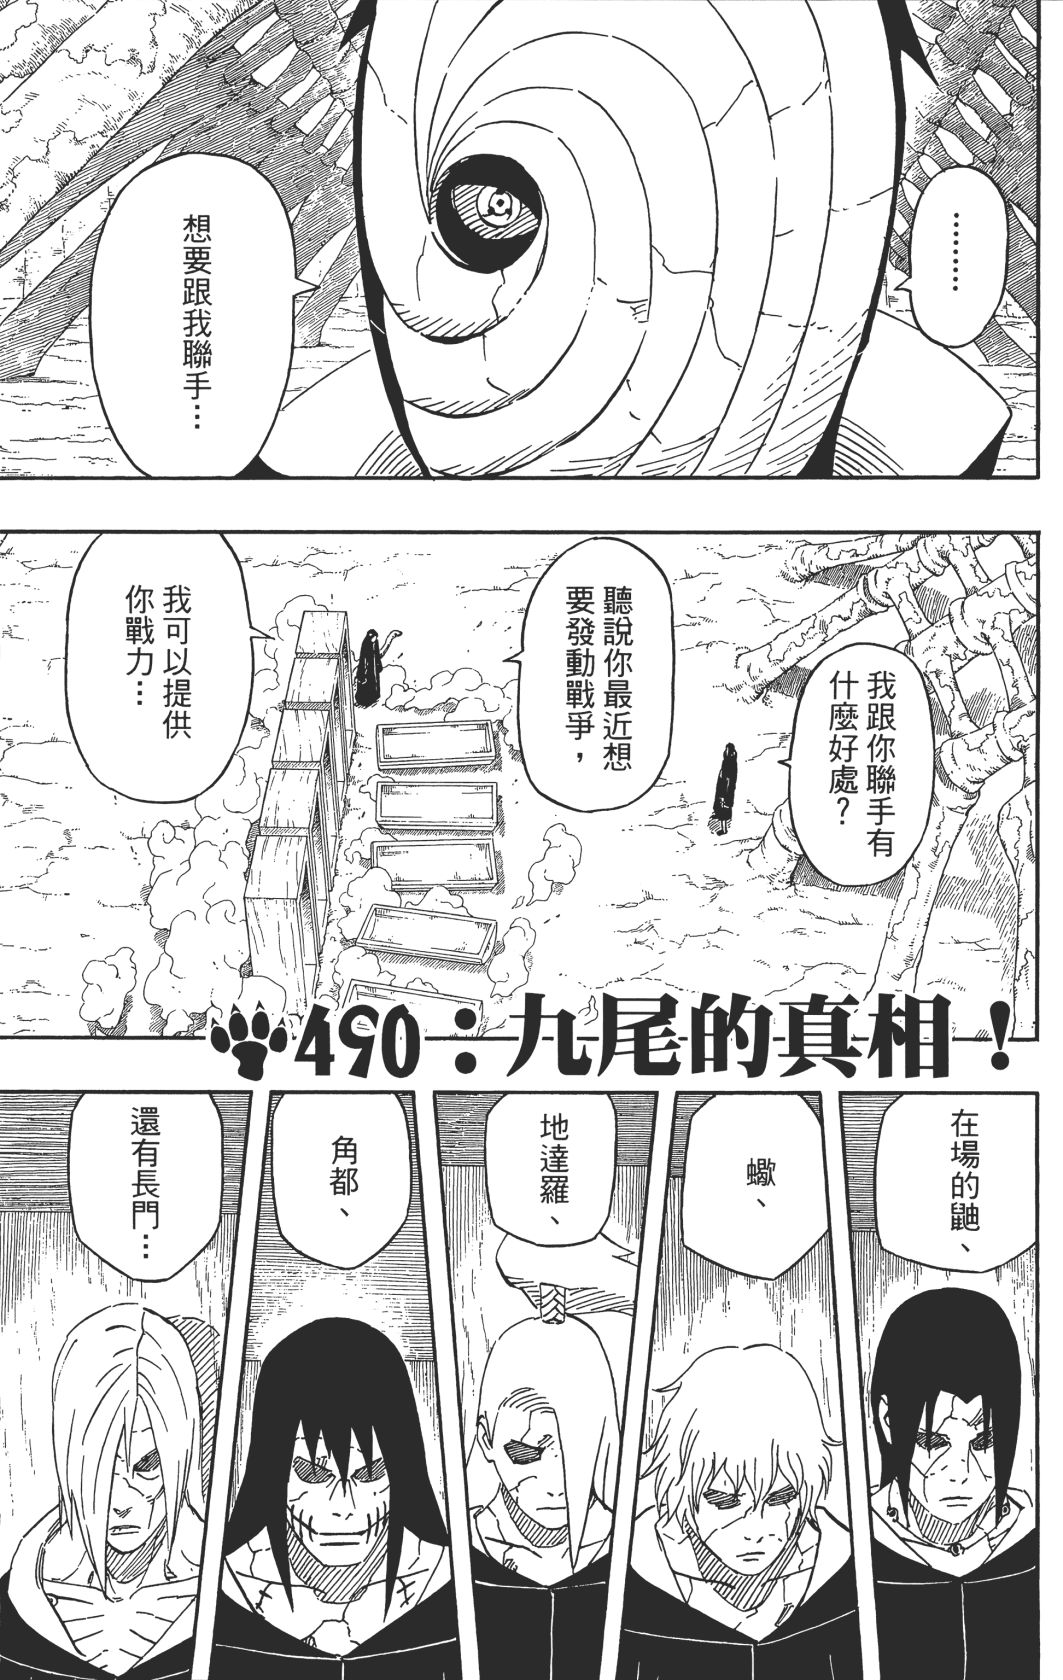 ………
想要跟我聯手…
我跟你聯手有
什麼好處？
聽說你最近想
要發動戰爭，
我可以提供
你戰力…
490：九尾的真相！
在場的鼬、
蠍、
地達羅、
角都、
還有長門…